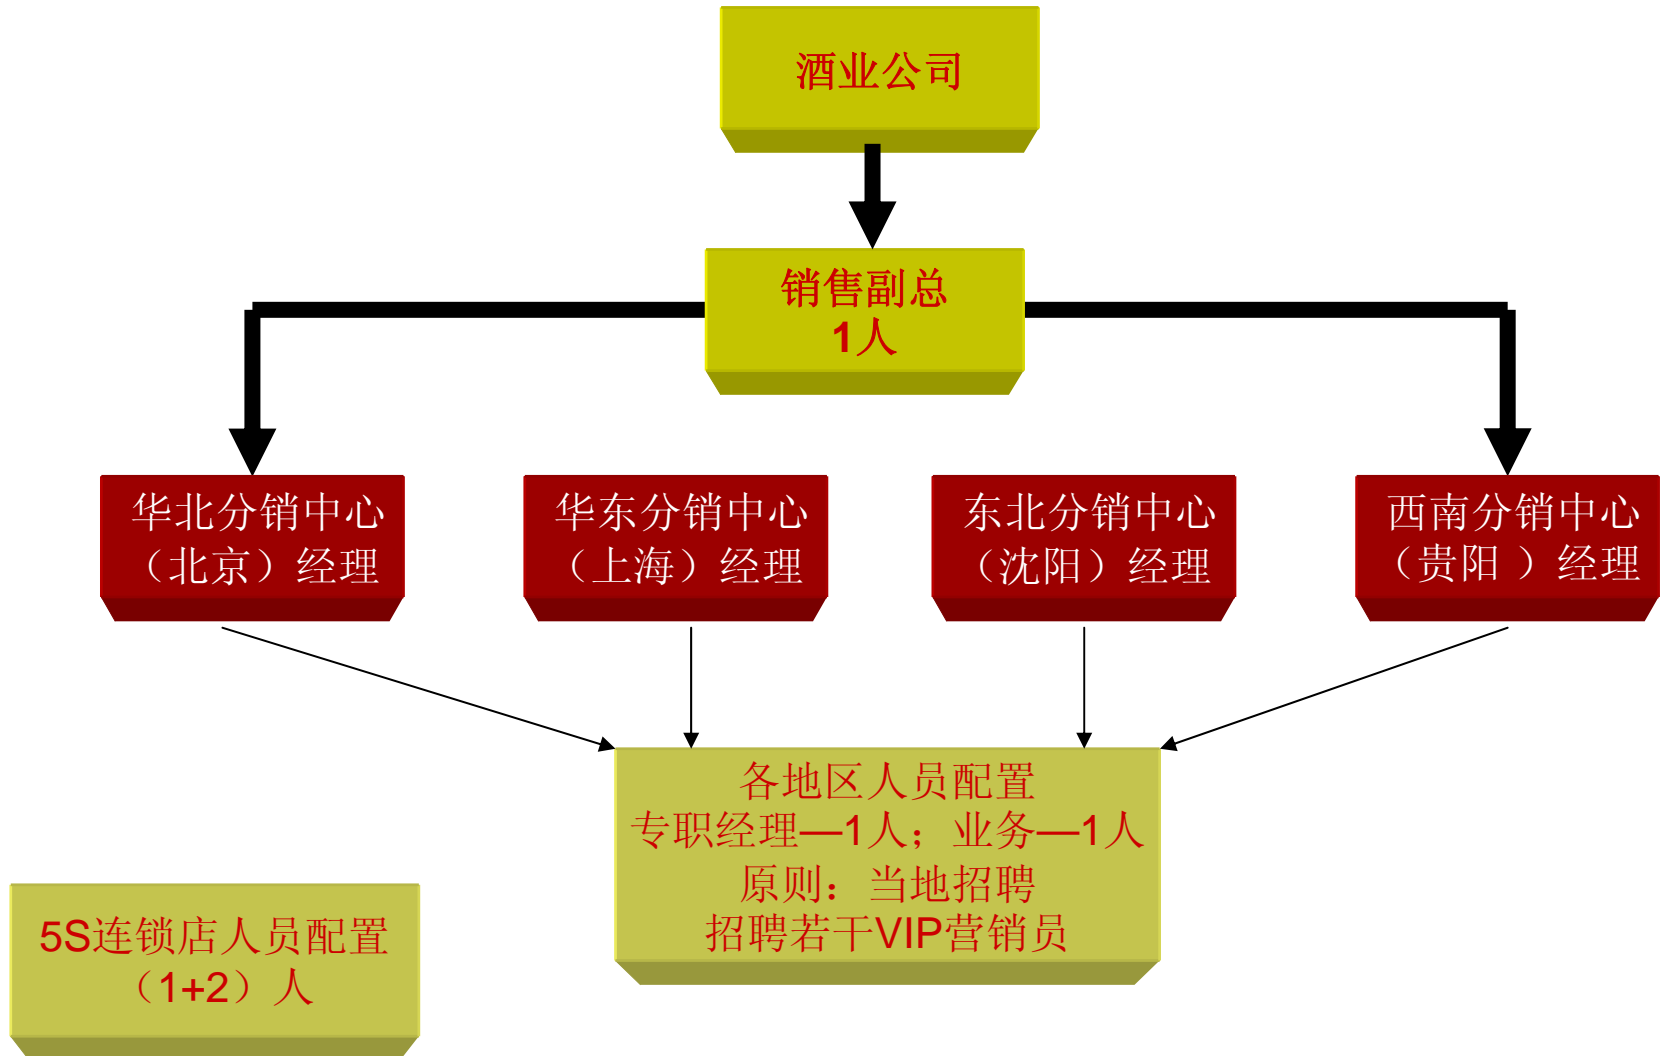 酒业公司
销售副总
1人
华北分销中心
（北京）经理
华东分销中心
（上海）经理
东北分销中心
（沈阳）经理
西南分销中心
（贵阳 ）经理
各地区人员配置
专职经理—1人；业务—1人
原则：当地招聘
招聘若干VIP营销员
5S连锁店人员配置
（1+2）人